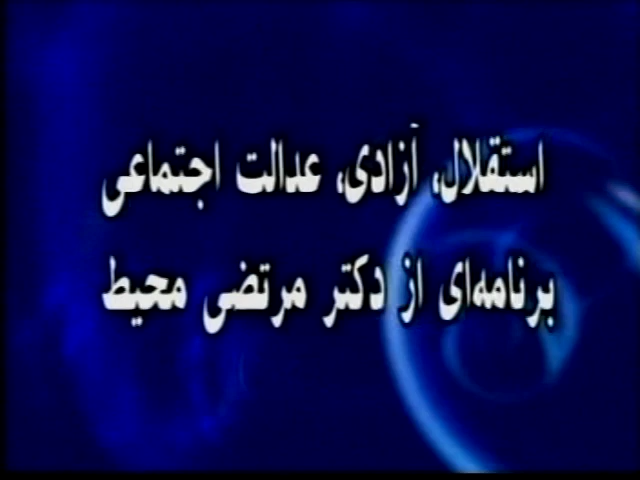 استقلال، آزادی، عدالت اجتماعی
برنامه‌ای از دکتر مرتضی محیط